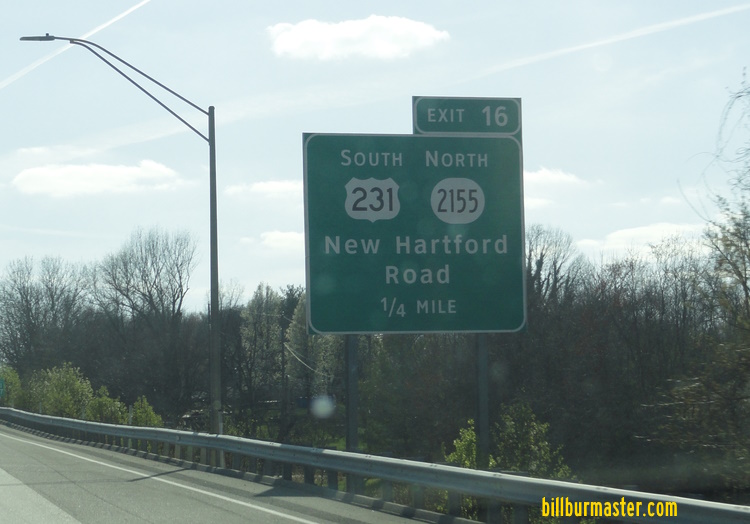 EXIT 16
SOUTH NORTH
231 2155
New Hartford
Road
1/4 MILE
billburmaster.com